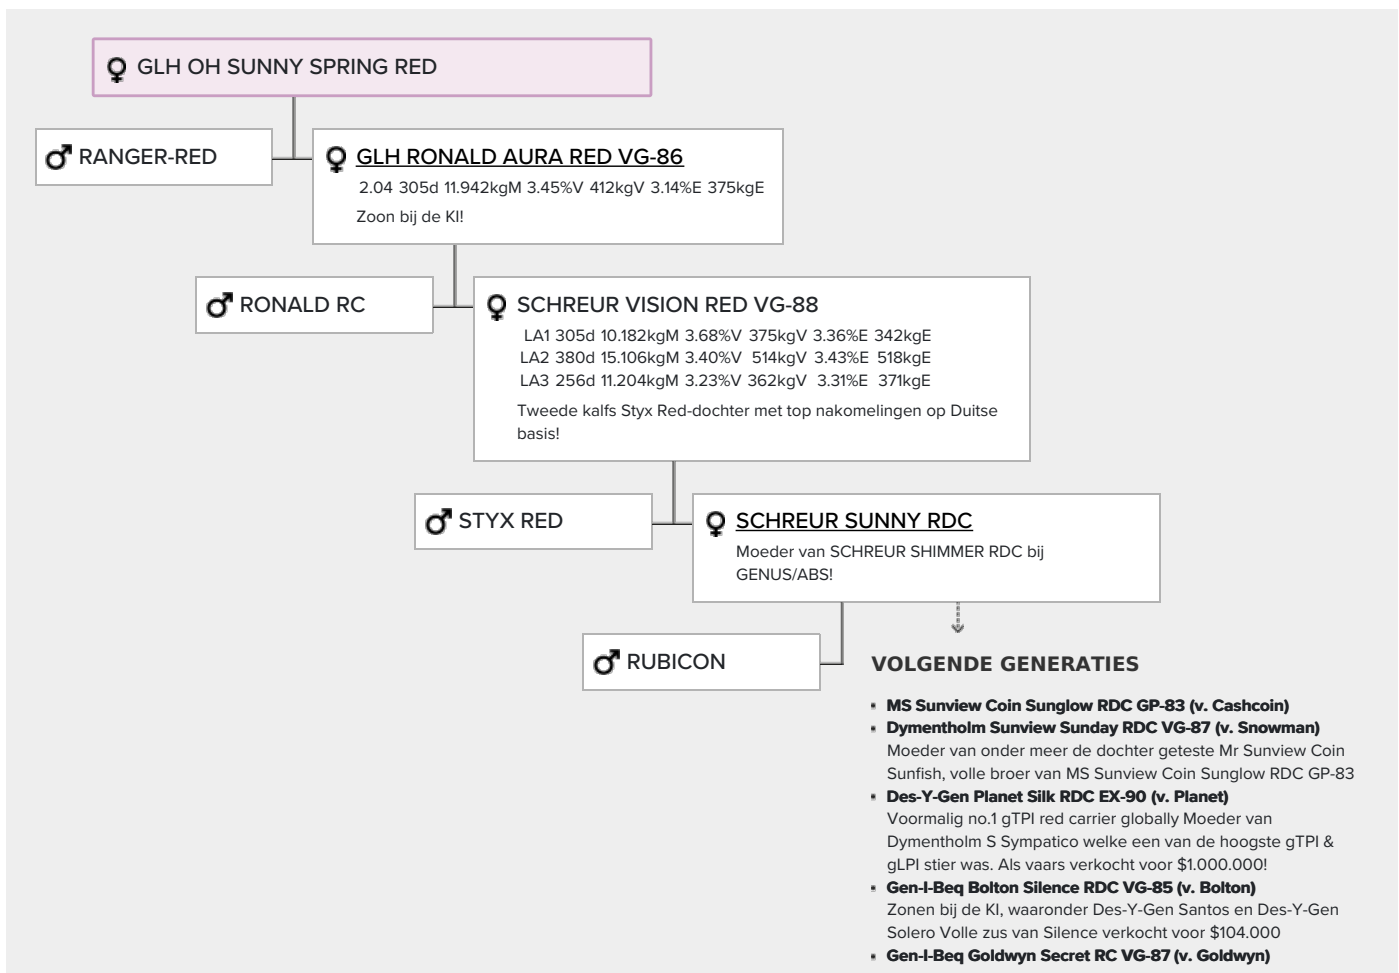 GLH OH SUNNY SPRING RED
RANGER-RED
GLH RONALD AURA RED VG-86
2.04 305d 11.942kgM 3.45%V 412kgV 3.14%E 375kgE
Zoon bij de KI!
RONALD RC
SCHREUR VISION RED VG-88
LA1 305d 10.182kgM 3.68%V 375kgV 3.36%E 342kgE
LA2 380d 15.106kgM 3.40%V 514kgV 3.43%E 518kgE
LA3 256d 11.204kgM 3.23%V 362kgV 3.31%E 371kgE
Tweede kalfs Styx Red-dochter met top nakomelingen op Duitse
basis!
STYX RED
SCHREUR SUNNY RDC
Moeder van SCHREUR SHIMMER RDC bij
GENUS/ABS!
RUBICON
VOLGENDE GENERATIES
MS Sunview Coin Sunglow RDC GP-83 (v. Cashcoin)
Dymentholm Sunview Sunday RDC VG-87 (v. Snowman)
Moeder van onder meer de dochter geteste Mr Sunview Coin
Sunfish, volle broer van MS Sunview Coin Sunglow RDC GP-83
Des-Y-Gen Planet Silk RDC EX-90 (v. Planet)
Voormalig no.1 gTPI red carrier globally Moeder van
Dymentholm S Sympatico welke een van de hoogste gTPI &
gLPI stier was. Als vaars verkocht voor $1.000.000!
Gen-I-Beq Bolton Silence RDC VG-85 (v. Bolton)
Zonen bij de KI, waaronder Des-Y-Gen Santos en Des-Y-Gen
Solero Volle zus van Silence verkocht voor $104.000
Gen-I-Beq Goldwyn Secret RC VG-87 (v. Goldwyn)